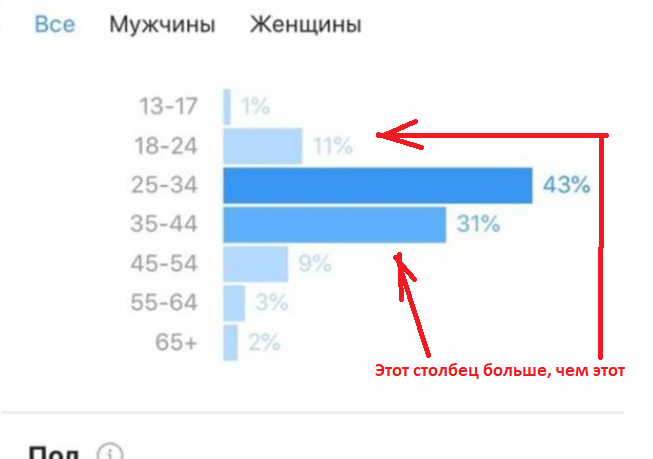 Все Мужчины Женщины
13-17 1%
18-24 11%
25-34 43%
35-44 31%
45-54 9%
55-64 3%
65+ 2%
Этот столбец больше, чем этот
Пол